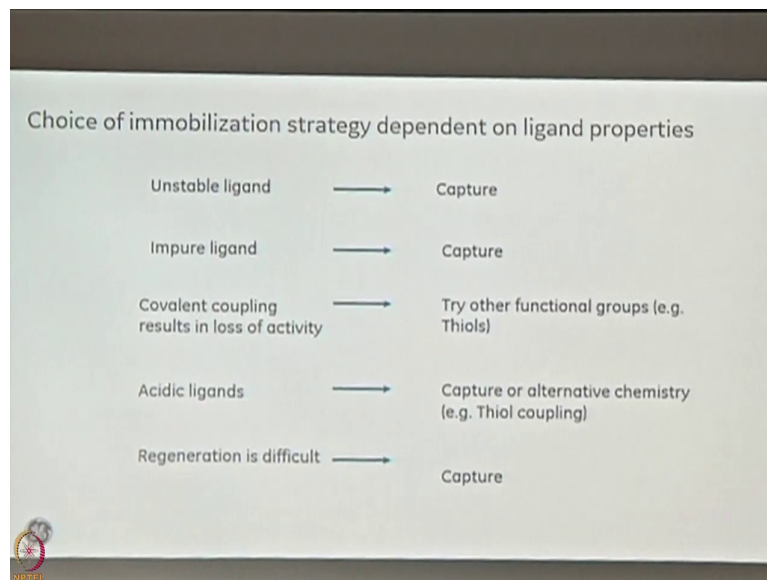 Choice of immobilization strategy dependent on ligand properties
Unstable ligand
Capture
Impure ligand
Capture
Covalent coupling
results in loss of activity
Try other functional groups (e.g.
Thiols)
Acidic ligands
Capture or alternative chemistry
(e.g. Thiol coupling)
Regeneration is difficult
Capture
NPTEL